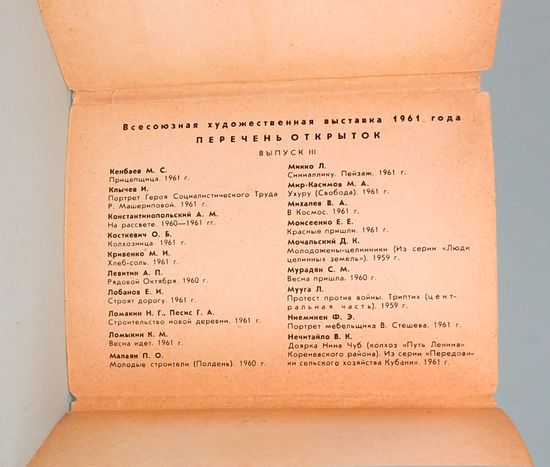 Всесоюзная художественная выставка 1961 года
ПЕРЕЧЕНЬ ОТКРЫТОК
ВЫПУСК III
Кенбаев М. С.
Прицепщица. 1961 г.
Клычев И.
Портрет Героя Социалистического Труда
Р. Машериповой. 1961 г.
Константинопольский А. М.
На рассвете. 1960—1961 гг.
Косткевич О. Б.
Колхозница. 1961 г.
Кривенко М. И.
Хлеб-соль. 1961 г.
Левитин А. П.
Рядовой Октября. 1960 г.
Лобанов Е. И.
Строят дорогу. 1961 г.
Ломакин Н. Г., Песис Г. А.
Строительство новой деревни. 1961 г.
Ломыкин К. М.
Весна идет. 1961 г.
Малаян П. О.
Молодые строители (Полдень). 1960 г.
Микко Л.
Синиаллику. Пейзаж. 1961 г.
Мир-Касимов М. А.
Ухуру (Свобода). 1961 г.
Михалев В. А.
В Космос. 1961 г.
Моисеенко Е. Е.
Красные пришли. 1961 г.
Мочальский Д. К.
Молодожены-целинники (Из серии «Люди
целинных земель»). 1959 г.
Мурадян С. М.
Весна пришла. 1960 г.
Мууга Л.
Протест против войны. Триптих (цент-
ральная часть). 1959 г.
Ниеминен Ф. Э.
Портрет мебельщика В. Стешева. 1961 г.
Нечитайло В. К.
Доярка Нина Чуб (колхоз "Путь Ленина"
Кореневского района). Из серии «Передови-
ки сельского хозяйства Кубани». 1961 г.